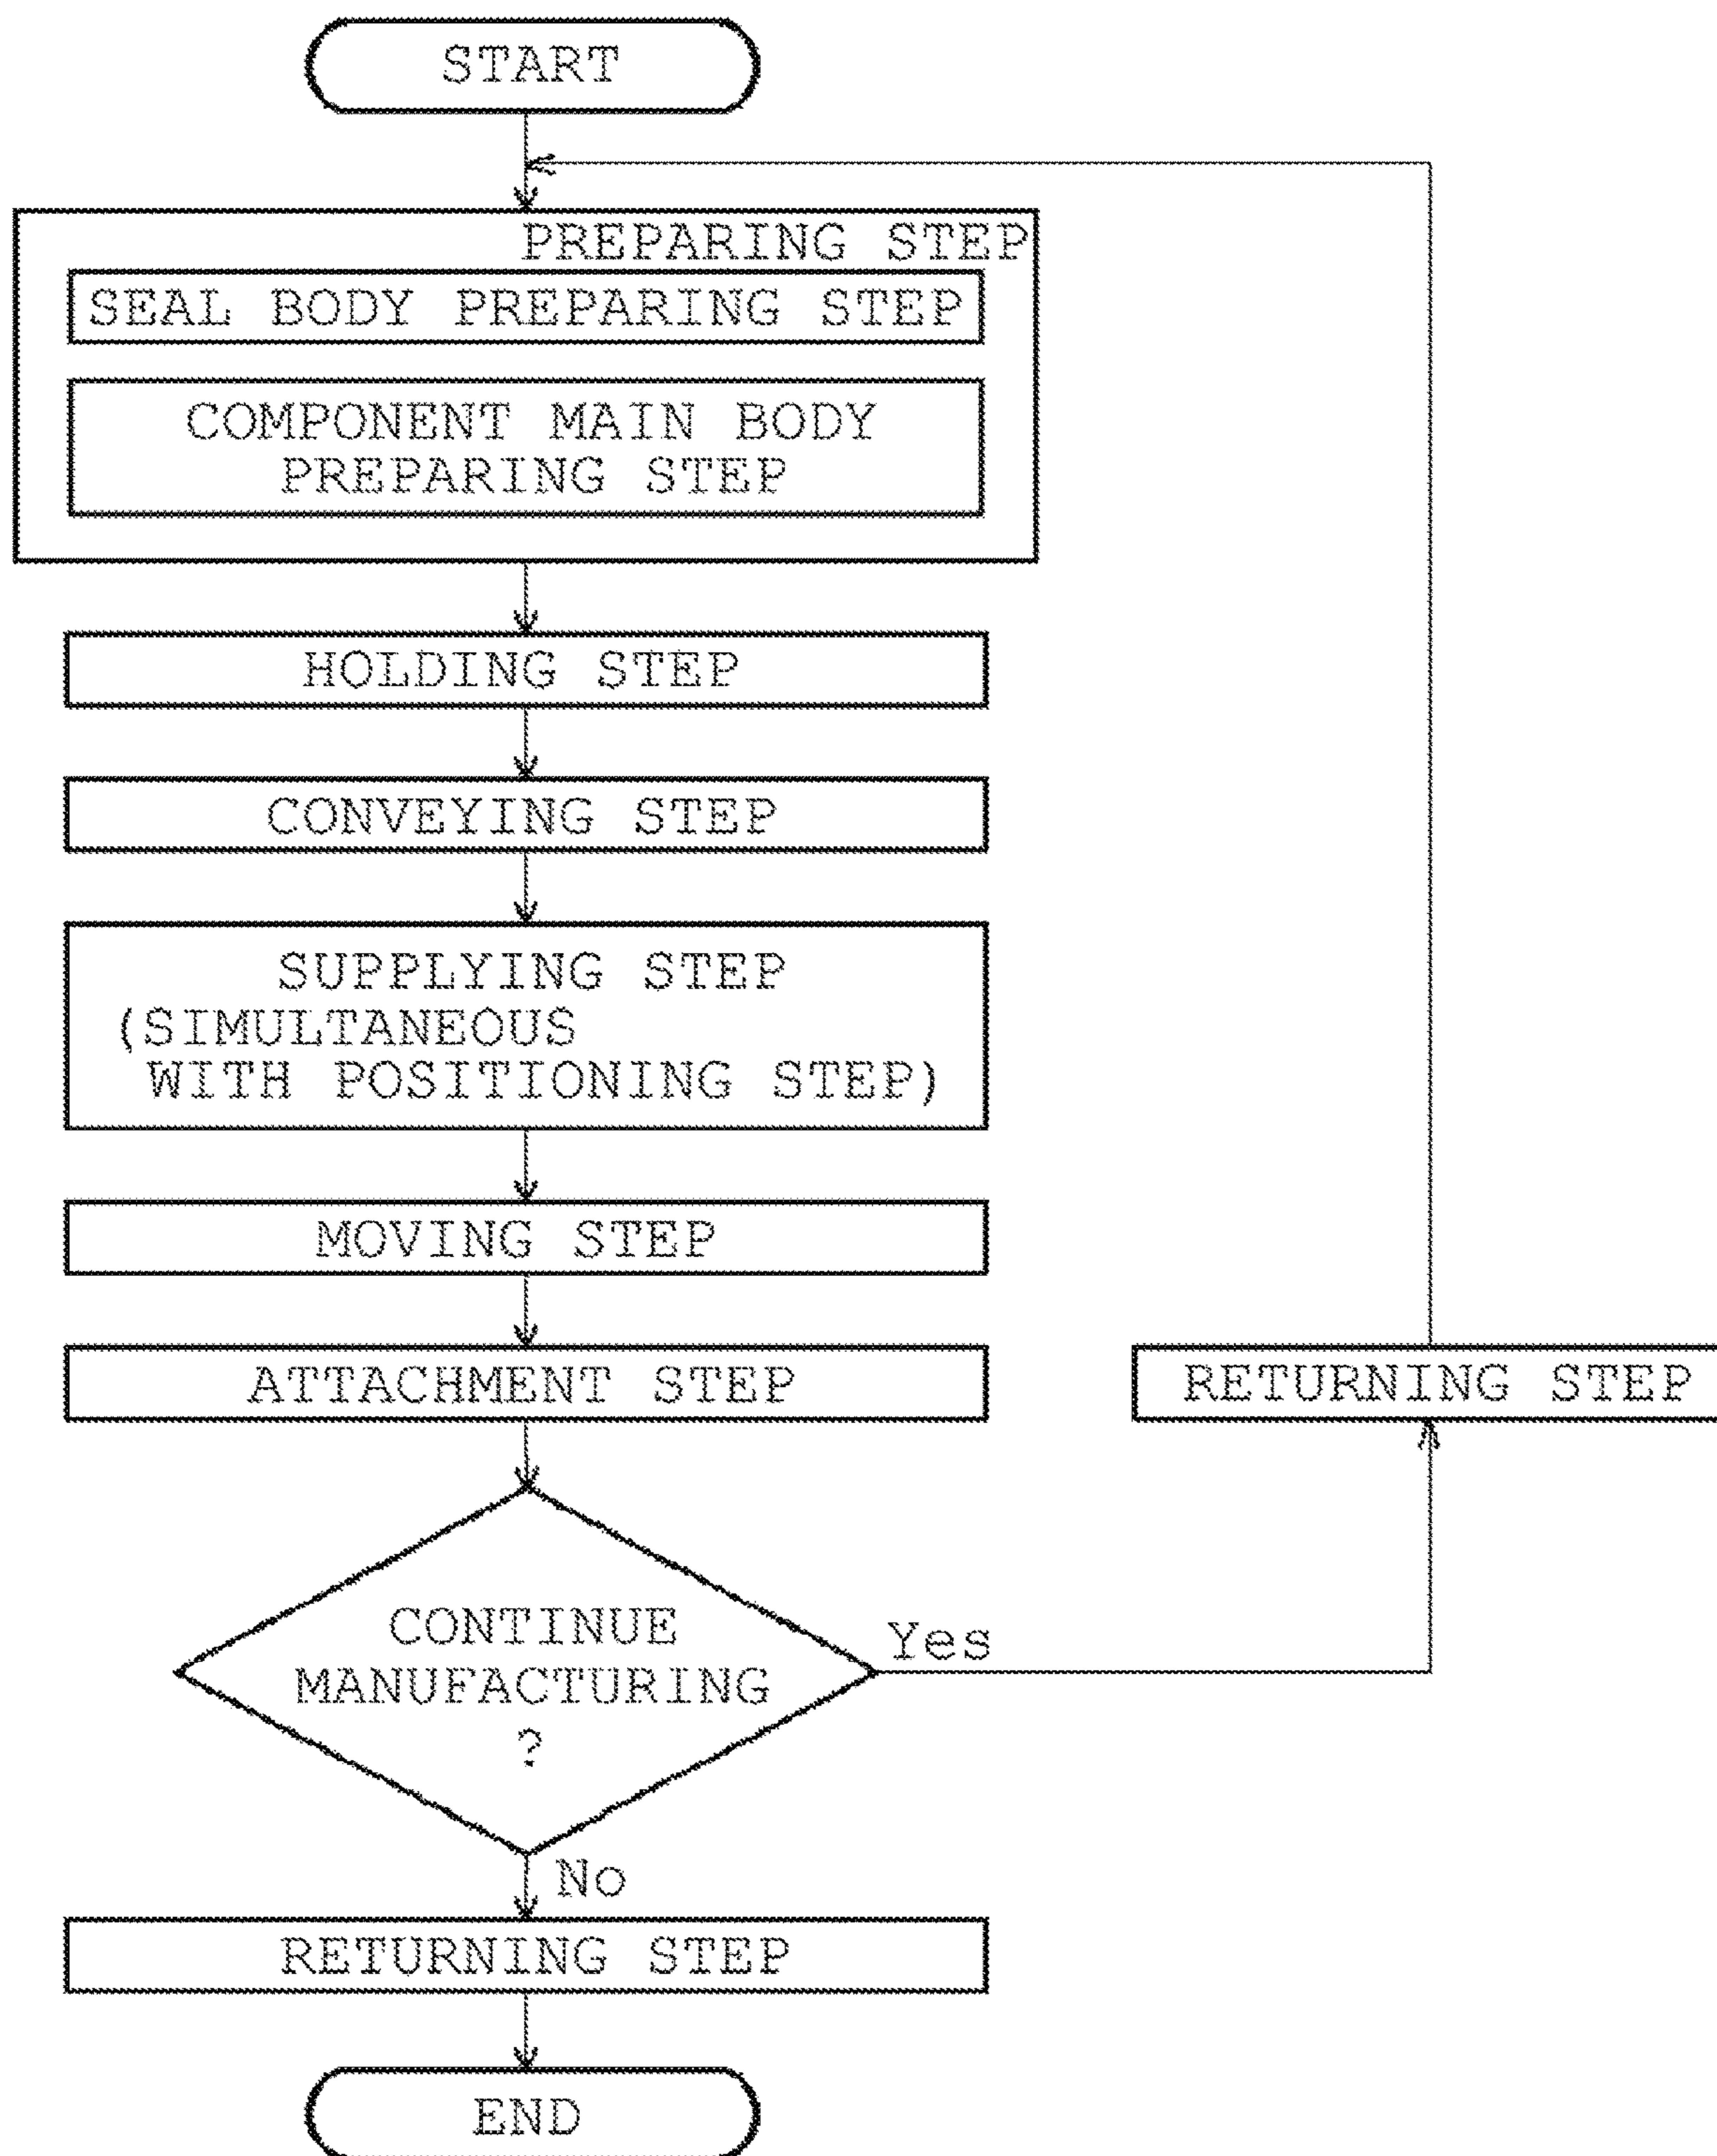 START
PREPARING STEP
SEAL BODY PREPARING STEP
COMPONENT MAIN BODY
PREPARING STEP
HOLDING STEP
CONVEYING STEP
SUPPLYING STEP
(SIMULTANEOUS
WITH POSITIONING STEP)
MOVING STEP
ATTACHMENT STEP
RETURNING STEP
CONTINUE
MANUFACTURING
?
Yes
No
RETURNING STEP
END